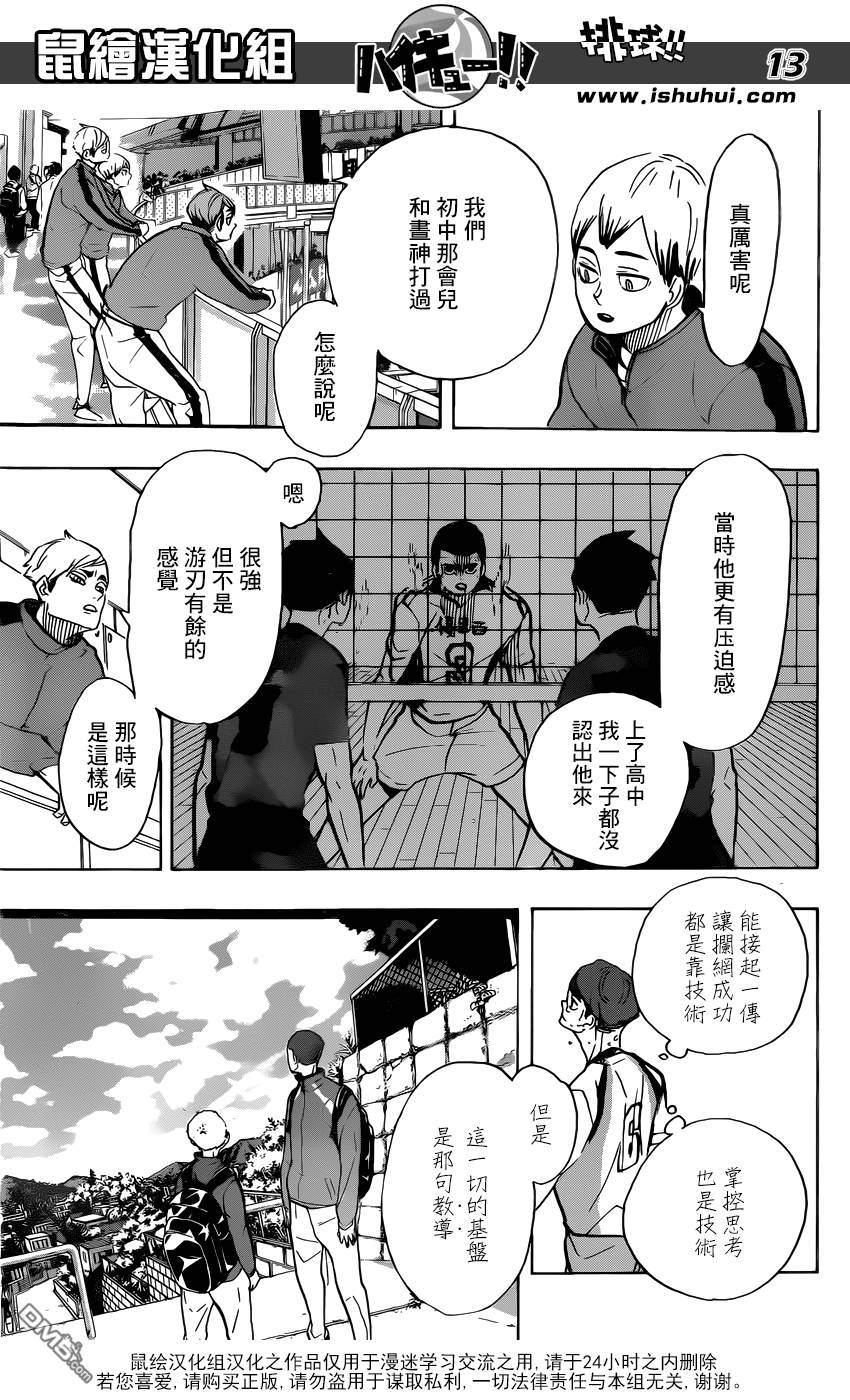 鼠繪漢化組
ハイキュー!!
排球!!
13
www.ishuhui.com
真厲害呢
我們
初中那會兒
和晝神打過
怎麼說呢
當時他更有压迫感
上了高中
我一下子都沒
認出他來
嗯
很強
但不是
游刃有餘的
感覺
那時候
是這樣呢
能接起一傳
讓攔網成功
都是靠技術
掌控思考
也是技術
但是
這一切的基盤
是那句教導
鼠绘汉化组汉化之作品仅用于漫迷学习交流之用, 请于24小时之内删除
若您喜爱, 请购买正版, 请勿盗用于谋取私利, 一切法律责任与本组无关, 谢谢。